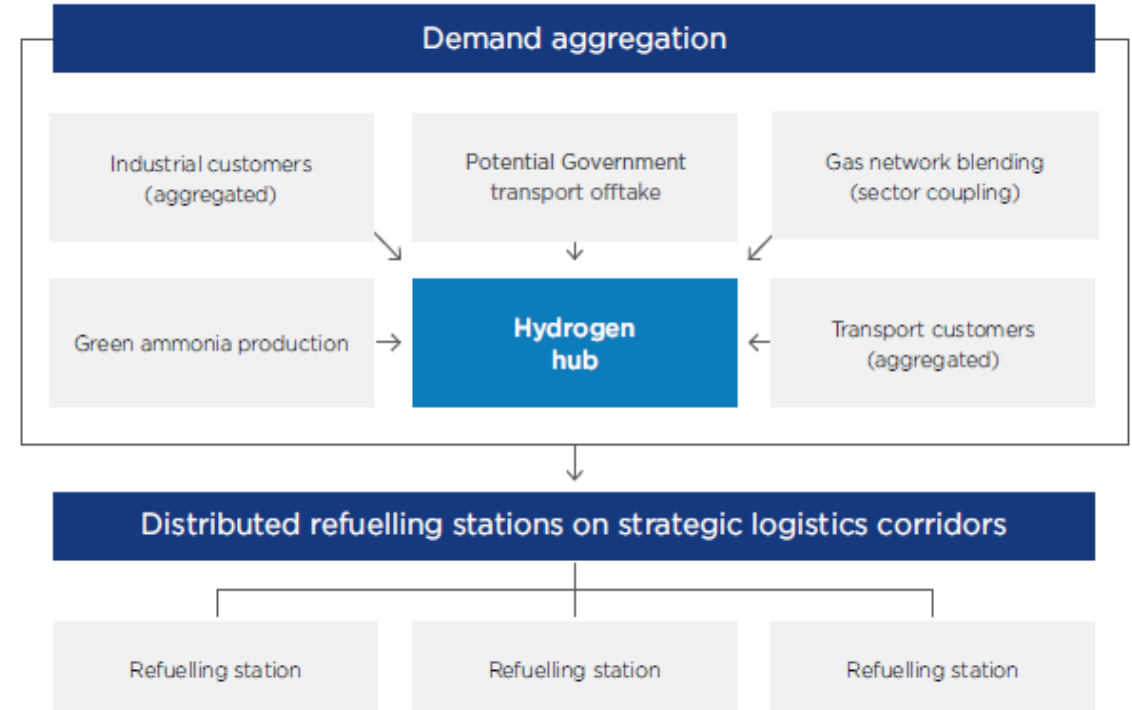 Demand aggregation
Industrial customers
(aggregated)
Potential Government
transport offtake
Gas network blending
(sector coupling)
Green ammonia production
Hydrogen
hub
Transport customers
(aggregated)
Distributed refuelling stations on strategic logistics corridors
Refuelling station
Refuelling station
Refuelling station